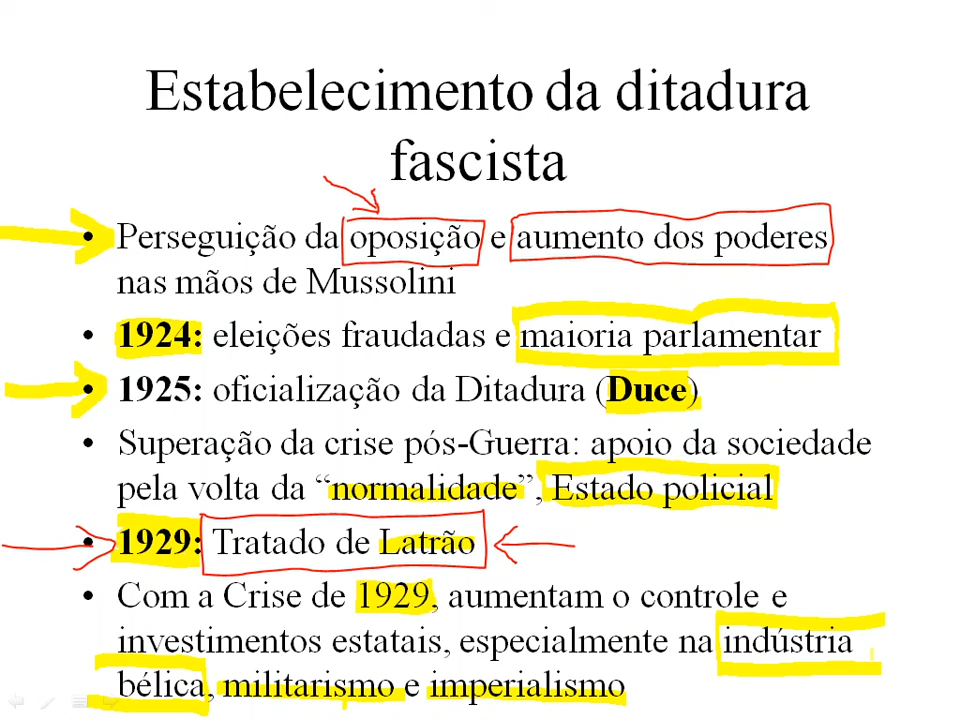 Estabelecimento da ditadura
fascista
• Perseguição da oposição e aumento dos poderes
nas mãos de Mussolini
• 1924: eleições fraudadas e maioria parlamentar
• 1925: oficialização da Ditadura (Duce)
• Superação da crise pós-Guerra: apoio da sociedade
pela volta da “normalidade”, Estado policial
• 1929: Tratado de Latrão
• Com a Crise de 1929, aumentam o controle e
investimentos estatais, especialmente na indústria
bélica, militarismo e imperialismo